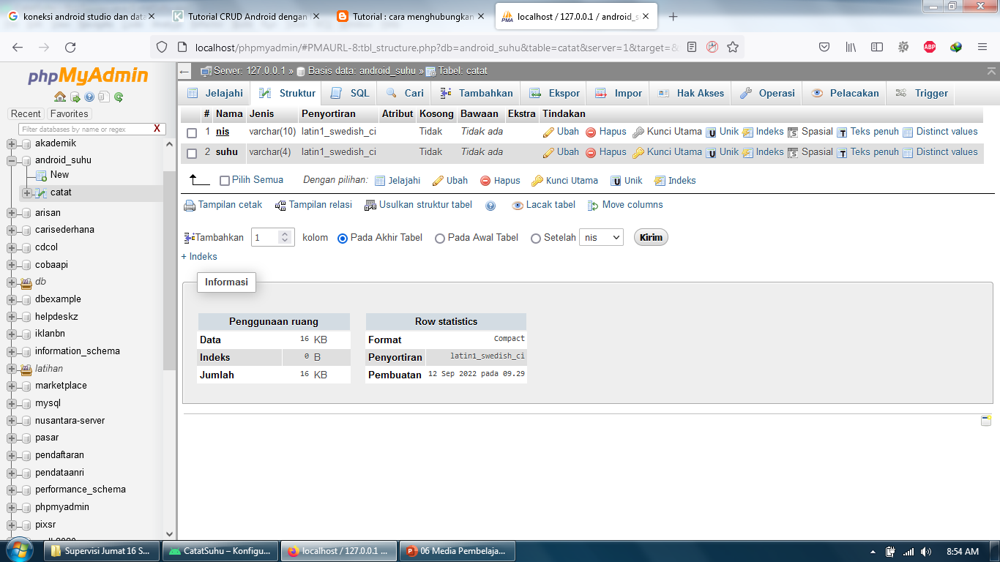 koneksi android studio dan data
Tutorial CRUD Android dengan
Tutorial : cara menghubungkan
localhost / 127.0.0.1 / android_s
localhost/phpmyadmin/#PMAURL-8:tbl_structure.php?db=android_suhu&table=catat&server=1&target=&
phpMyAdmin
Recent Favorites
Filter databases by name or regex X
akademik
android_suhu
New
catat
arisan
carisederhana
cdcol
cobaapi
db
dbexample
helpdeskz
iklanbn
information_schema
latihan
marketplace
mysql
nusantara-server
pasar
pendaftaran
pendataanri
performance_schema
phpmyadmin
pixsr
Server: 127.0.0.1 » Basis data: android_suhu » Tabel: catat
Jelajahi Struktur SQL Cari Tambahkan Ekspor Impor Hak Akses Operasi Pelacakan Trigger
# Nama Jenis Penyortiran Atribut Kosong Bawaan Ekstra Tindakan
1 nis varchar(10) latin1_swedish_ci Tidak Tidak ada Ubah Hapus Kunci Utama Unik Indeks Spasial Teks penuh Distinct values
2 suhu varchar(4) latin1_swedish_ci Tidak Tidak ada Ubah Hapus Kunci Utama Unik Indeks Spasial Teks penuh Distinct values
Pilih Semua Dengan pilihan: Jelajahi Ubah Hapus Kunci Utama Unik Indeks
Tampilan cetak Tampilan relasi Usulkan struktur tabel Lacak tabel Move columns
Tambahkan 1 kolom Pada Akhir Tabel Pada Awal Tabel Setelah nis Kirim
+ Indeks
Informasi
Penggunaan ruang
Data 16 KB
Indeks 0 B
Jumlah 16 KB
Row statistics
Format Compact
Penyortiran latin1_swedish_ci
Pembuatan 12 Sep 2022 pada 09.29
Supervisi Jumat 16 S...
CatatSuhu – Konfigu...
localhost / 127.0.0.1 ...
06 Media Pembelaja...
8:54 AM